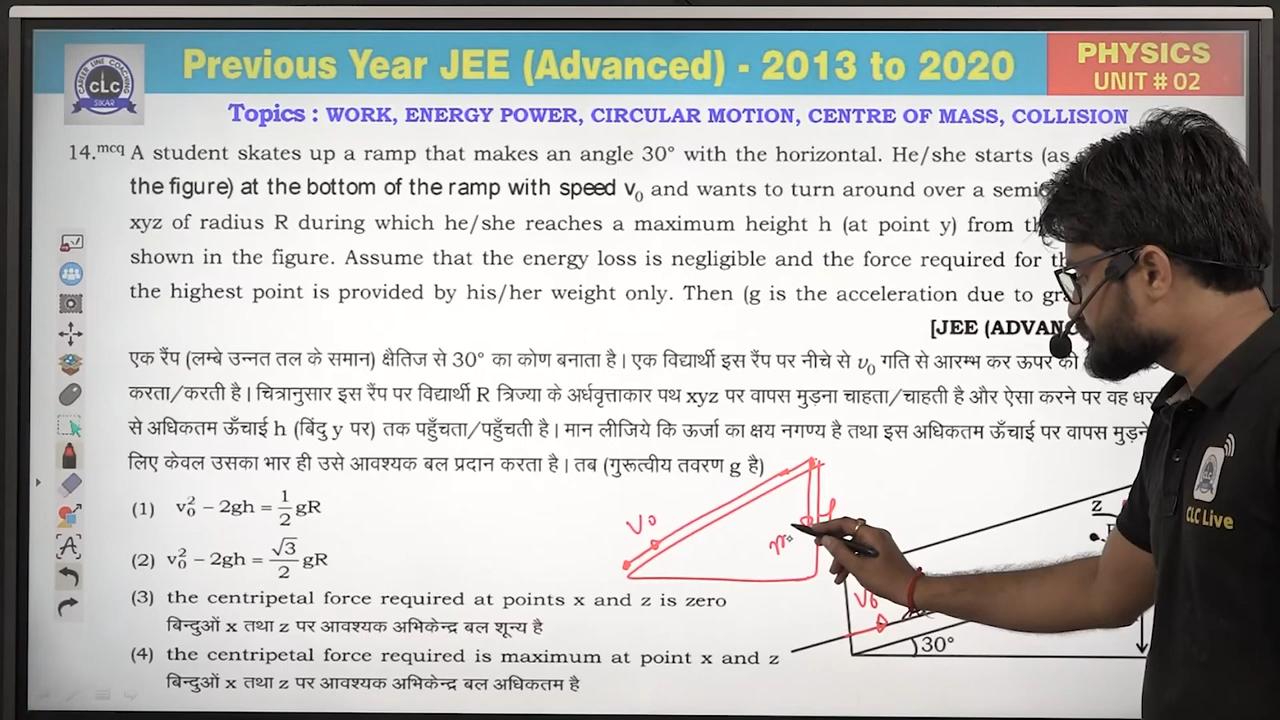 CAREER LINE COACHING
CLC
SIKAR
Previous Year JEE (Advanced) - 2013 to 2020
PHYSICS
UNIT # 02
Topics : WORK, ENERGY POWER, CIRCULAR MOTION, CENTRE OF MASS, COLLISION
14.mcq A student skates up a ramp that makes an angle 30° with the horizontal. He/she starts (as
the figure) at the bottom of the ramp with speed v₀ and wants to turn around over a
xyz of radius R during which he/she reaches a maximum height h (at point y) from
shown in the figure. Assume that the energy loss is negligible and the force required for
the highest point is provided by his/her weight only. Then (g is the acceleration due to
[JEE
एक रैंप (लम्बे उन्नत तल के समान) क्षैतिज से 30° का कोण बनाता है। एक विद्यार्थी इस रैंप पर नीचे से υ₀ गति से आरम्भ कर ऊपर की
करता/करती है। चित्रानुसार इस रैंप पर विद्यार्थी R त्रिज्या के अर्धवृत्ताकार पथ xyz पर वापस मुड़ना चाहता/चाहती है और ऐसा करने पर वह
से अधिकतम ऊँचाई h (बिंदु y पर) तक पहुँचता/पहुँचती है। मान लीजिये कि ऊर्जा का क्षय नगण्य है तथा इस अधिकतम ऊँचाई पर वापस मुड़ने
लिए केवल उसका भार ही उसे आवश्यक बल प्रदान करता है। तब (गुरूत्वीय तवरण g है)
(1) v₀² − 2gh = 1/2 gR
(2) v₀² − 2gh = √3/2 gR
(3) the centripetal force required at points x and z is zero
बिन्दुओं x तथा z पर आवश्यक अभिकेन्द्र बल शून्य है
(4) the centripetal force required is maximum at point x and z
बिन्दुओं x तथा z पर आवश्यक अभिकेन्द्र बल अधिकतम है
V₀
z
V₀
30°
CLC Live